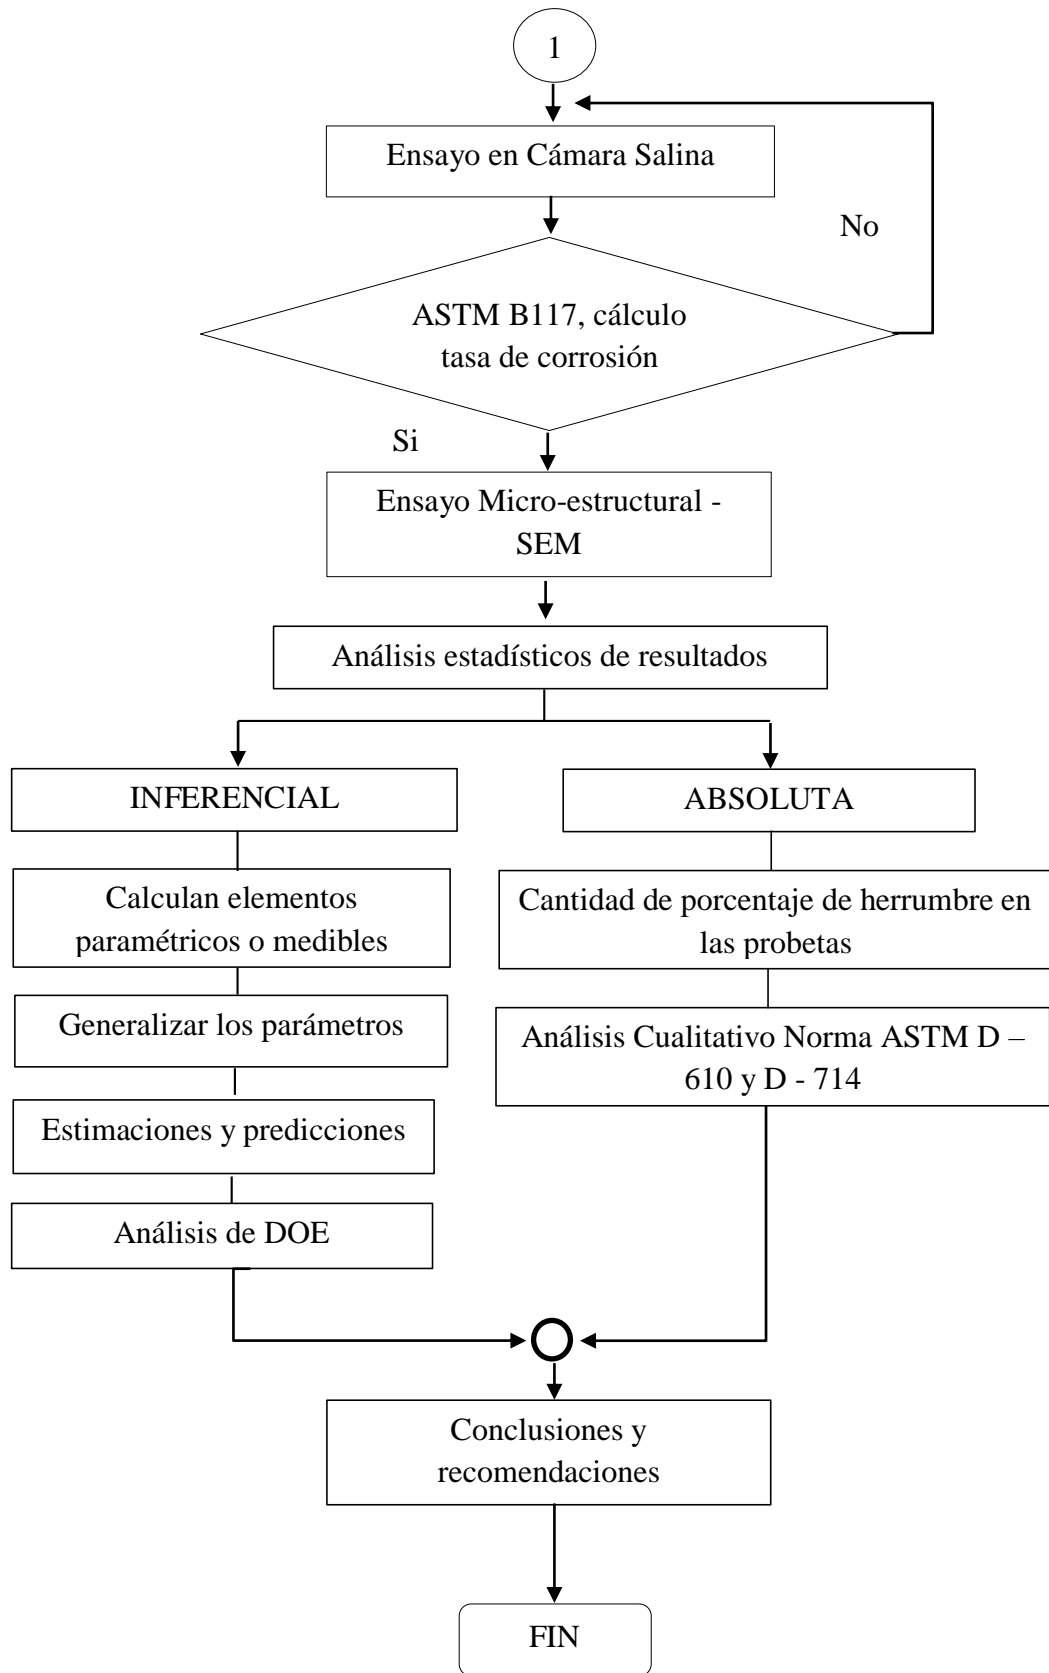 1
Ensayo en Cámara Salina
No
ASTM B117, cálculo
tasa de corrosión
Si
Ensayo Micro-estructural -
SEM
Análisis estadísticos de resultados
INFERENCIAL
ABSOLUTA
Calculan elementos
paramétricos o medibles
Cantidad de porcentaje de herrumbre en
las probetas
Generalizar los parámetros
Análisis Cualitativo Norma ASTM D –
610 y D - 714
Estimaciones y predicciones
Análisis de DOE
Conclusiones y
recomendaciones
FIN